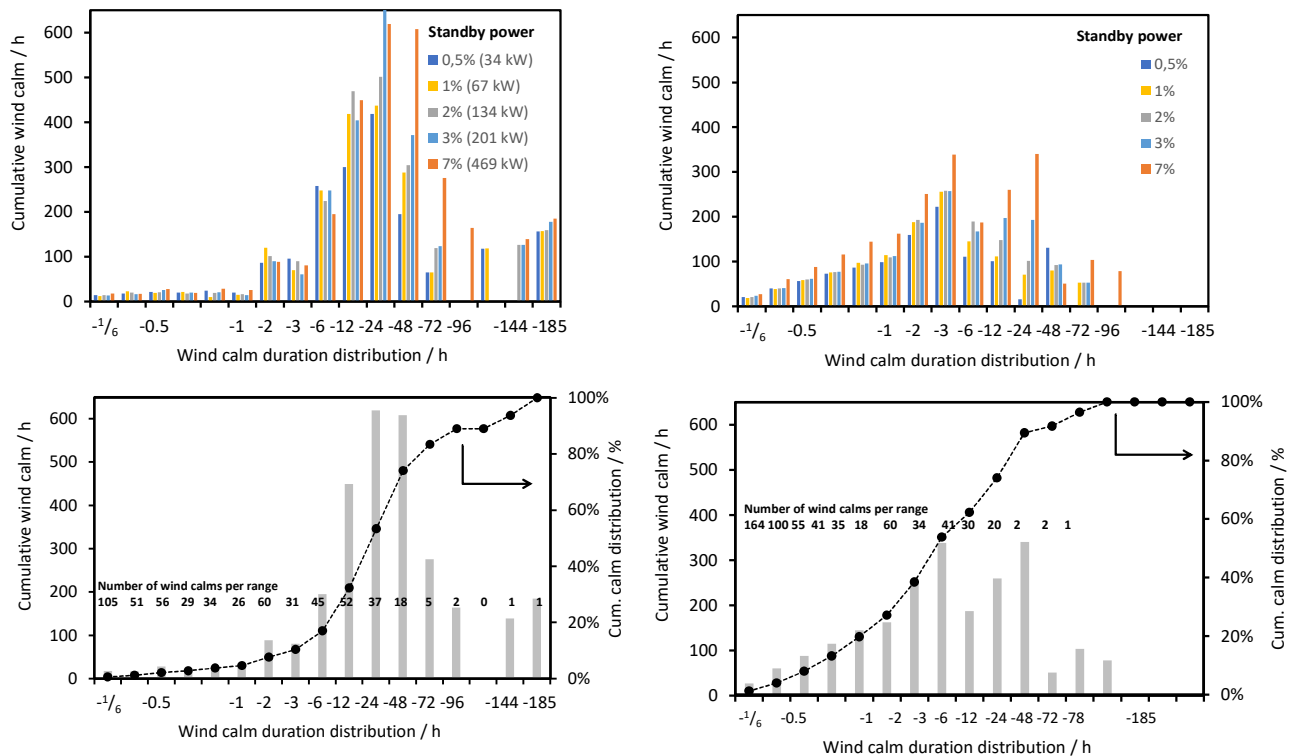 600
500
400
300
200
100
0
Cumulative wind calm / h
Standby power
0,5% (34 kW)
1% (67 kW)
2% (134 kW)
3% (201 kW)
7% (469 kW)
-1/6 -0.5 -1 -2 -3 -6 -12 -24 -48 -72 -96 -144 -185
Wind calm duration distribution / h
600
500
400
300
200
100
0
Cumulative wind calm / h
Standby power
0,5%
1%
2%
3%
7%
-1/6 -0.5 -1 -2 -3 -6 -12 -24 -48 -72 -96 -144 -185
Wind calm duration distribution / h
600
500
400
300
200
100
0
Cumulative wind calm / h
Number of wind calms per range
105 51 56 29 34 26 60 31 45 52 37 18 5 2 0 1 1
100%
80%
60%
40%
20%
0%
Cum. calm distribution / %
-1/6 -0.5 -1 -2 -3 -6 -12 -24 -48 -72 -96 -144 -185
Wind calm duration distribution / h
600
500
400
300
200
100
0
Cumulative wind calm / h
Number of wind calms per range
164 100 55 41 35 18 60 34 41 30 20 2 2 1
100%
80%
60%
40%
20%
0%
Cum. calm distribution / %
-1/6 -0.5 -1 -2 -3 -6 -12 -24 -48 -72 -78 -185
Wind calm duration distribution / h